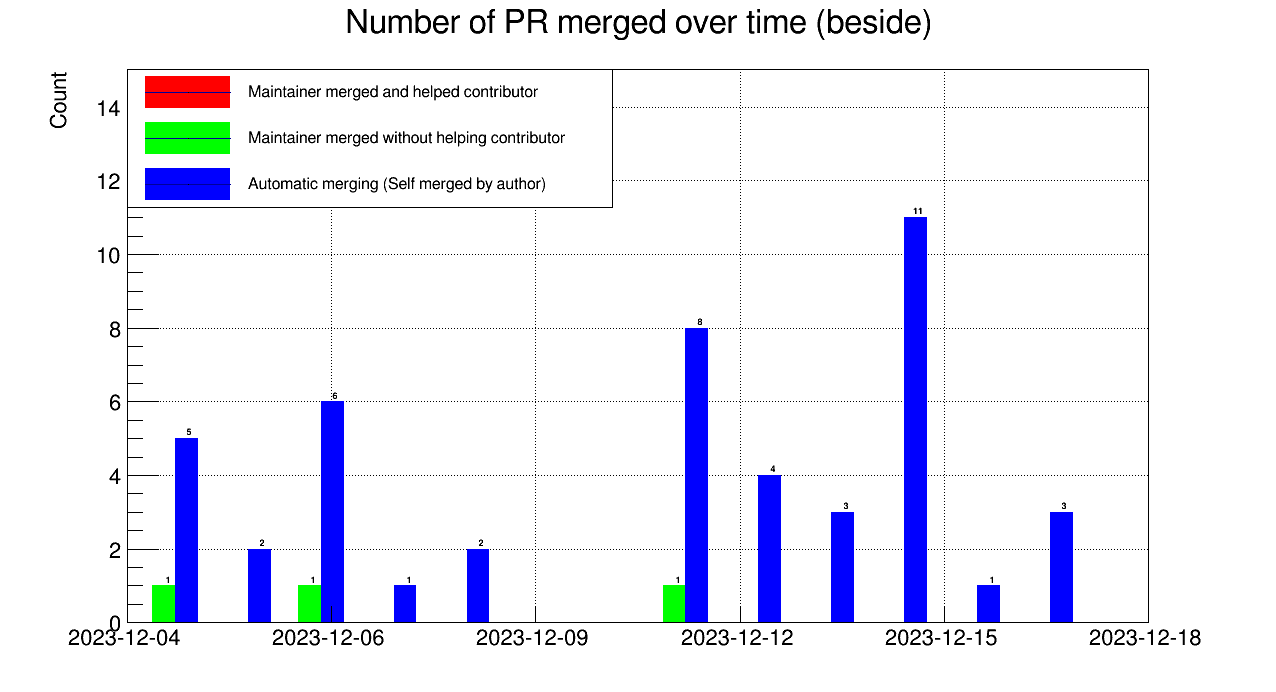 Number of PR merged over time (beside)
Count
Maintainer merged and helped contributor
Maintainer merged without helping contributor
Automatic merging (Self merged by author)
14
12
10
8
6
4
2
0
1 5 2 1 6 1 2 1 8 4 3 11 1 3
2023-12-04 2023-12-06 2023-12-09 2023-12-12 2023-12-15 2023-12-18